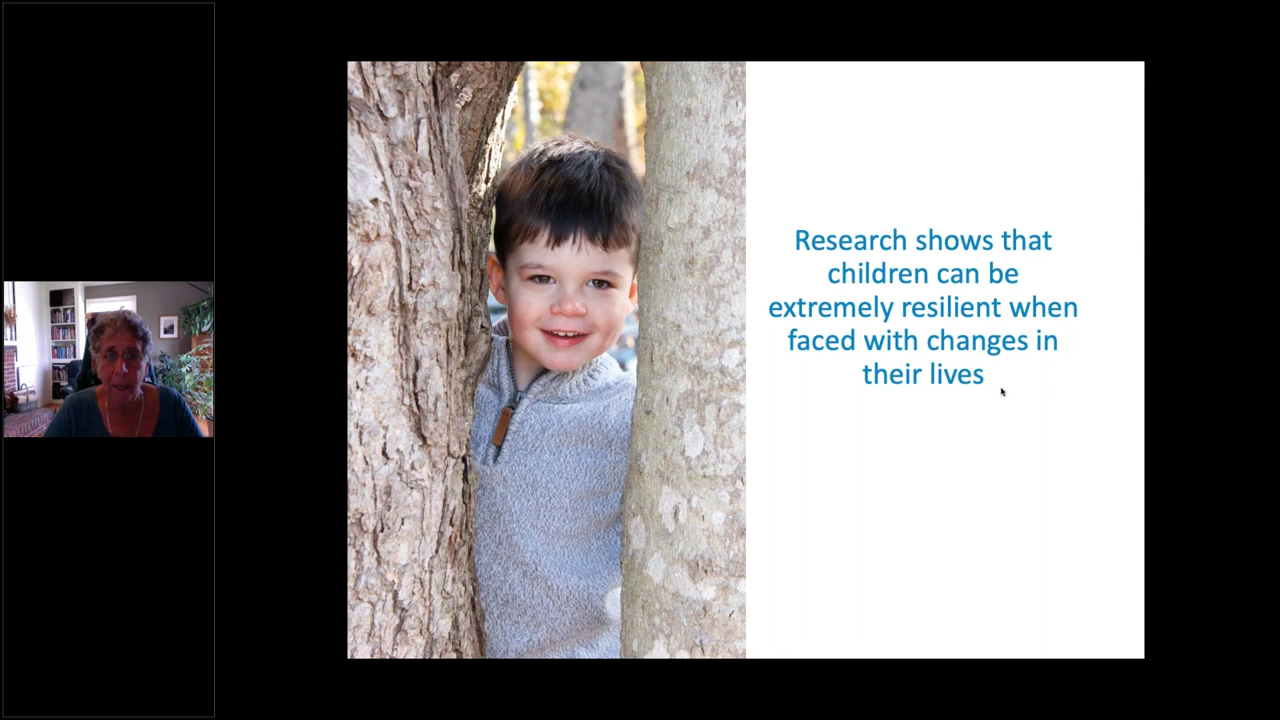 Research shows that
children can be
extremely resilient when
faced with changes in
their lives